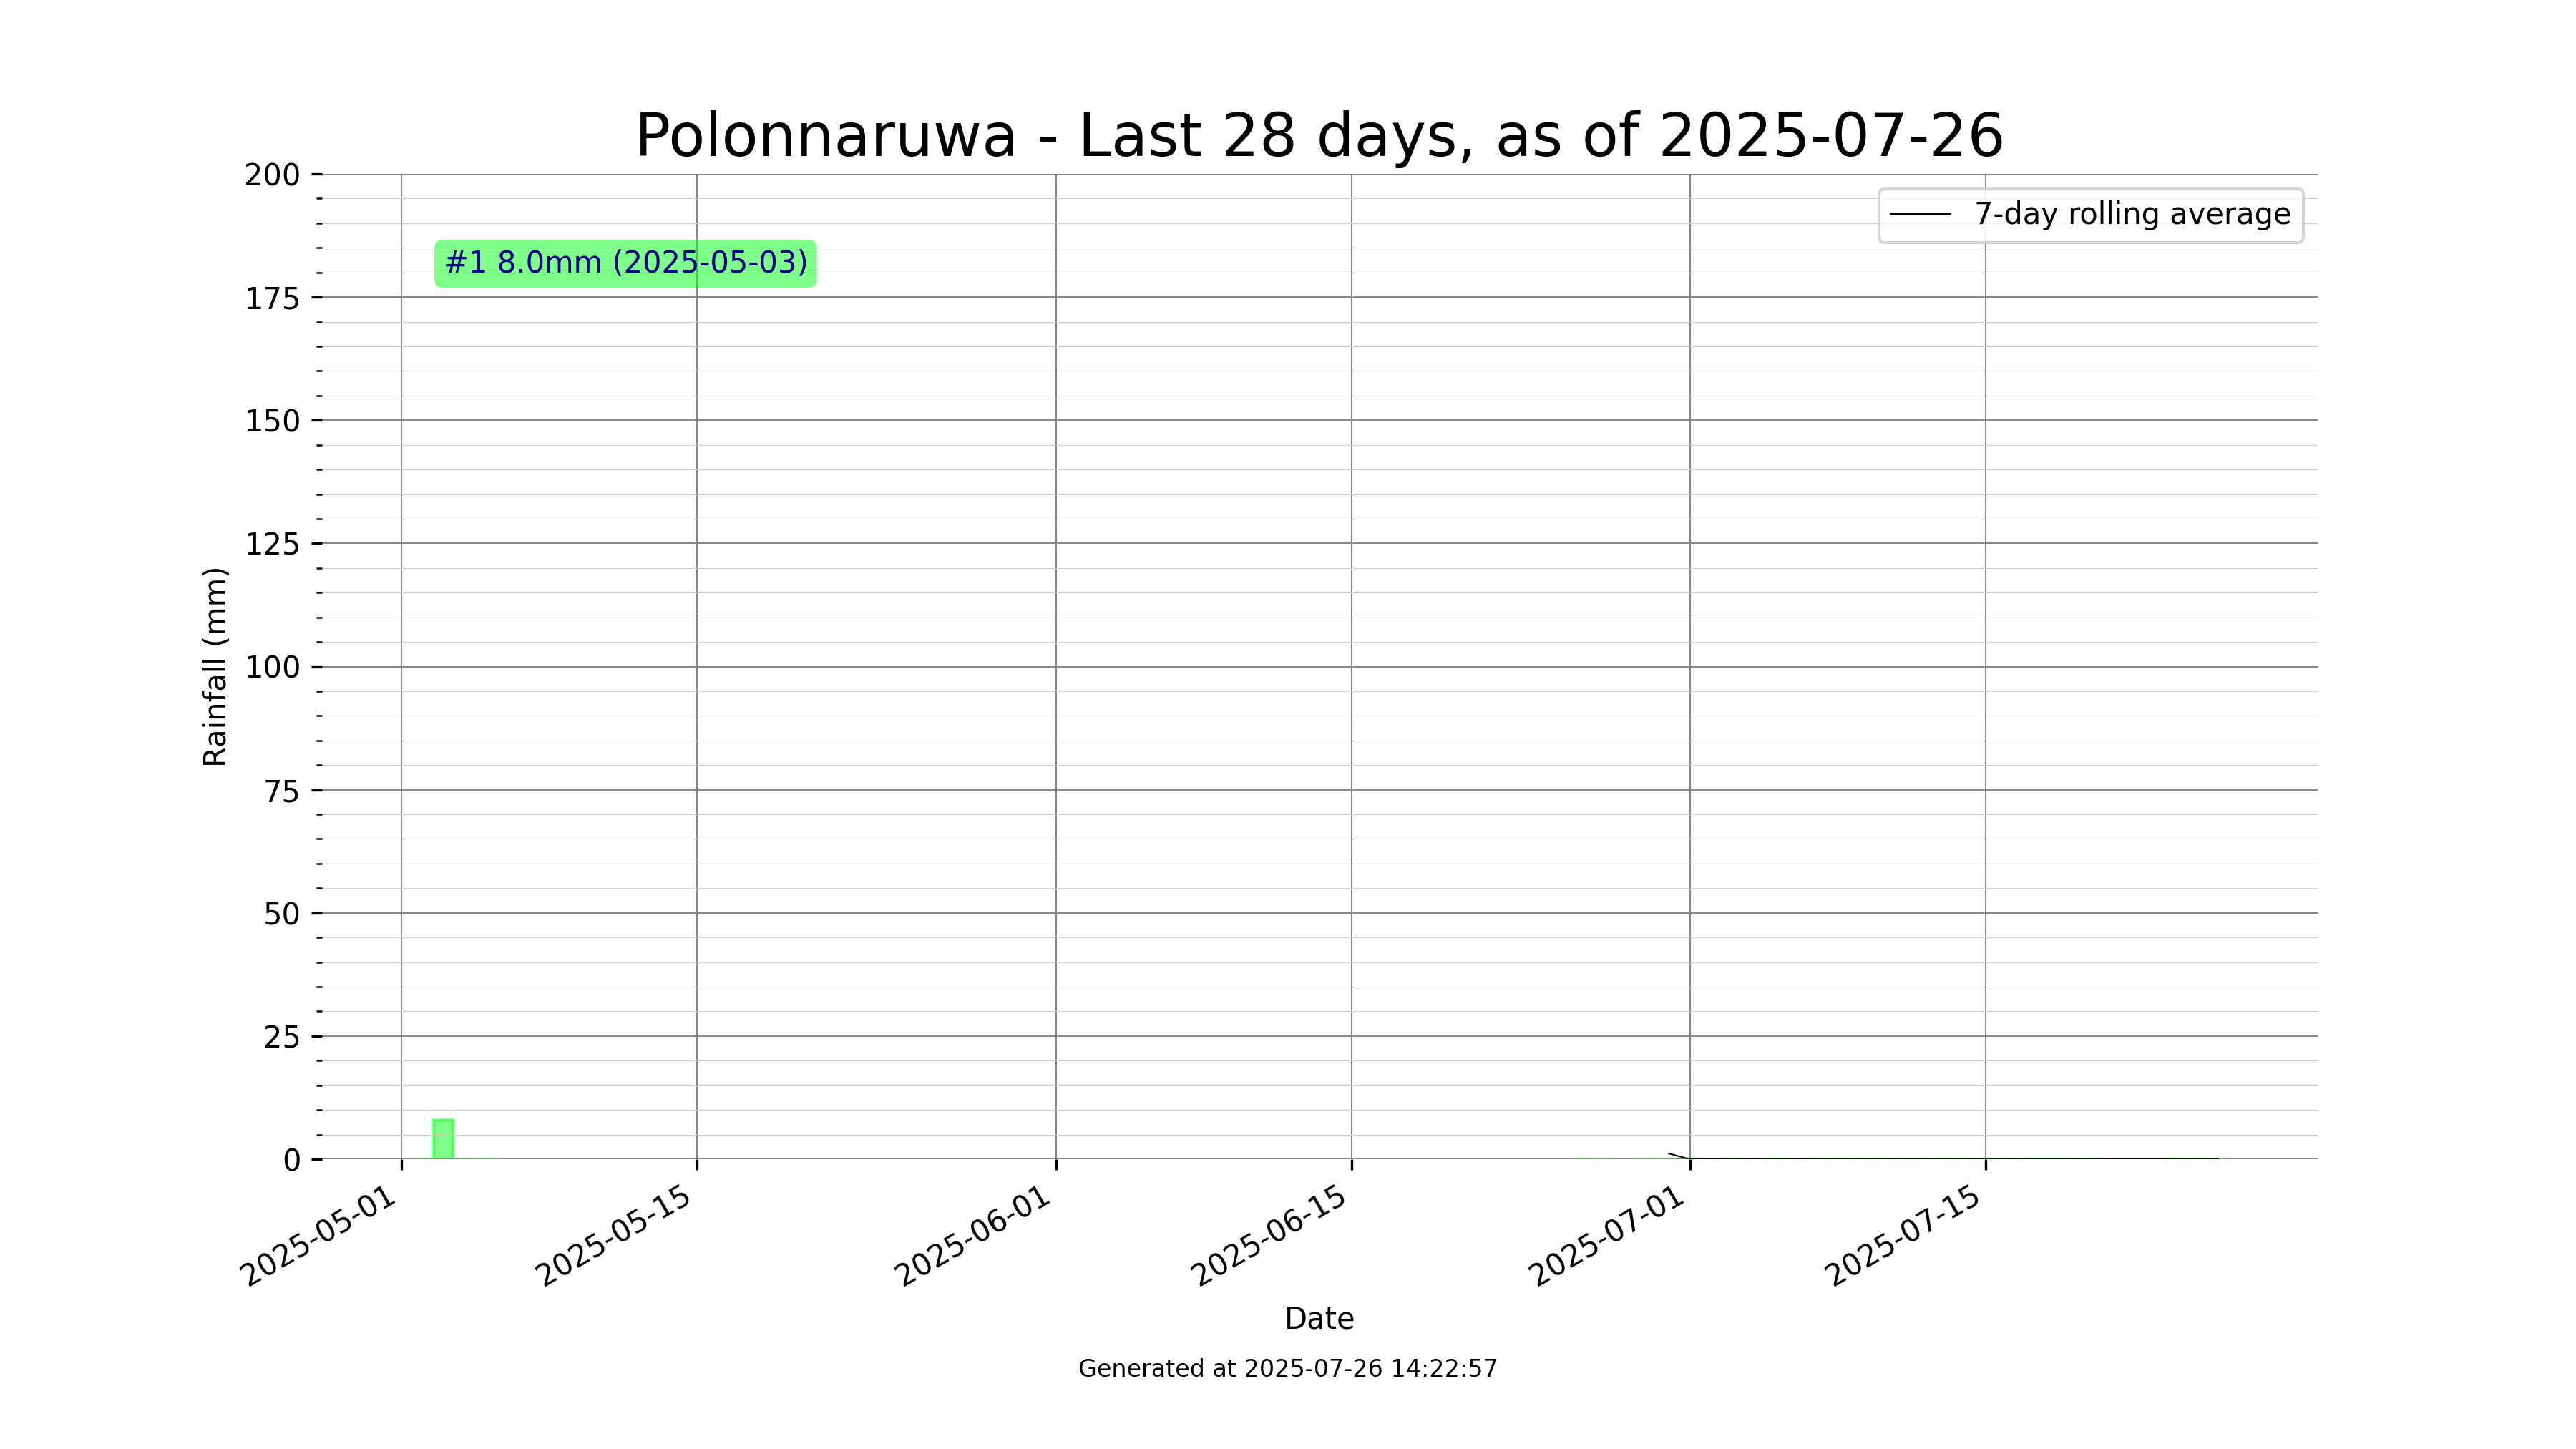 Polonnaruwa - Last 28 days, as of 2025-07-26
7-day rolling average
#1 8.0mm (2025-05-03)
200
175
150
125
100
75
50
25
0
Rainfall (mm)
2025-05-01
2025-05-15
2025-06-01
2025-06-15
2025-07-01
2025-07-15
Date
Generated at 2025-07-26 14:22:57